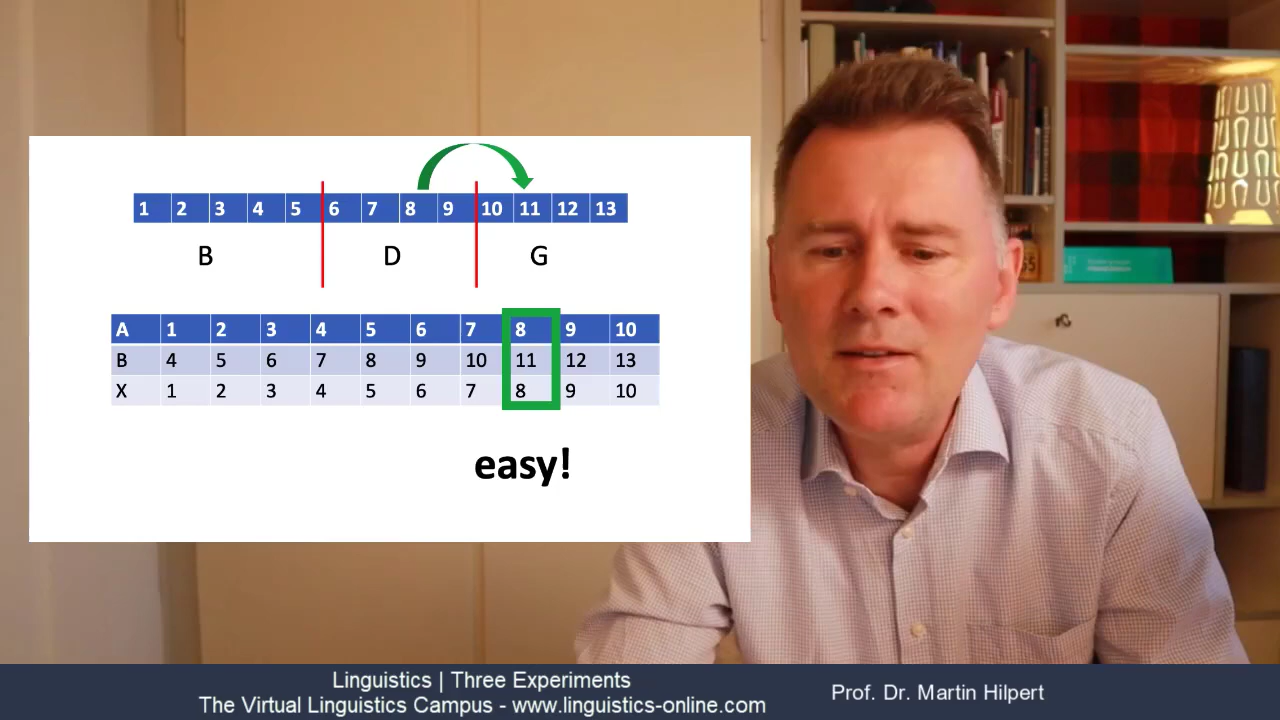 1 2 3 4 5 6 7 8 9 10 11 12 13
B D G
A 1 2 3 4 5 6 7 8 9 10
B 4 5 6 7 8 9 10 11 12 13
X 1 2 3 4 5 6 7 8 9 10
easy!
Linguistics | Three Experiments
The Virtual Linguistics Campus - www.linguistics-online.com
Prof. Dr. Martin Hilpert